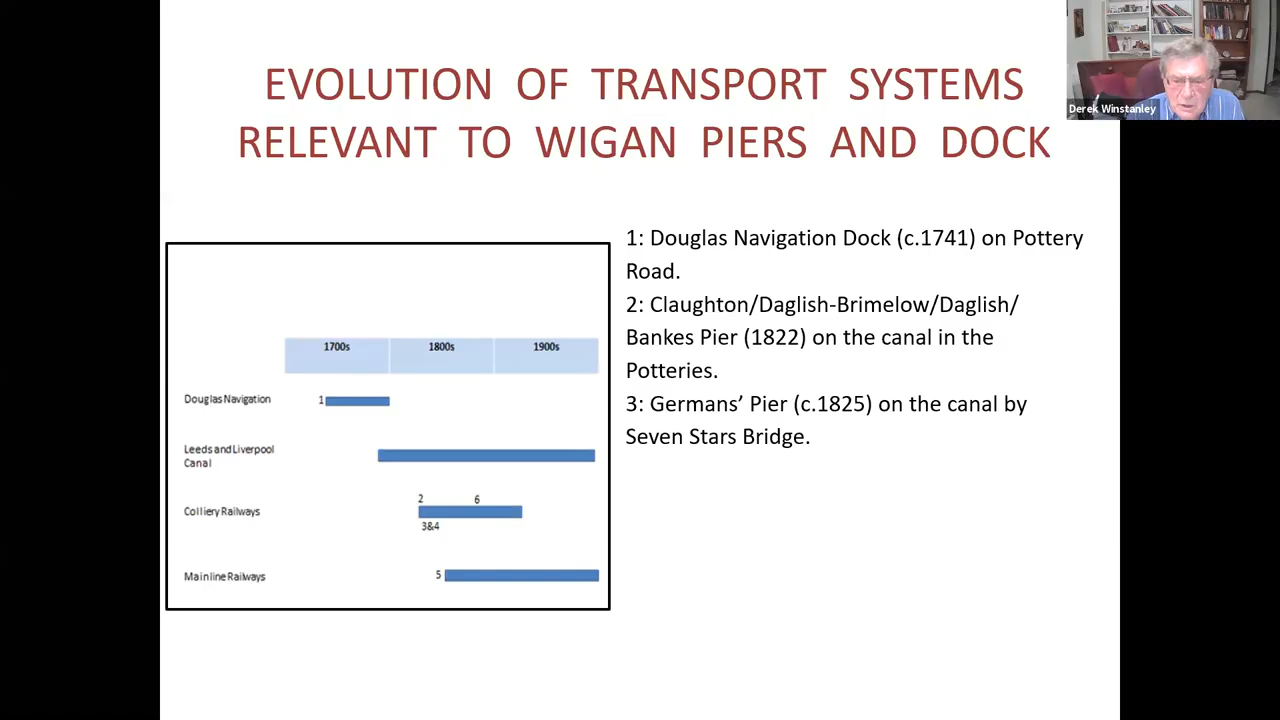 Derek Winstanley
EVOLUTION OF TRANSPORT SYSTEMS
RELEVANT TO WIGAN PIERS AND DOCK
1700s 1800s 1900s
Douglas Navigation 1
Leeds and Liverpool
Canal
2 6
Colliery Railways
3&4
Mainline Railways 5
1: Douglas Navigation Dock (c.1741) on Pottery
Road.
2: Claughton/Daglish-Brimelow/Daglish/
Bankes Pier (1822) on the canal in the
Potteries.
3: Germans’ Pier (c.1825) on the canal by
Seven Stars Bridge.